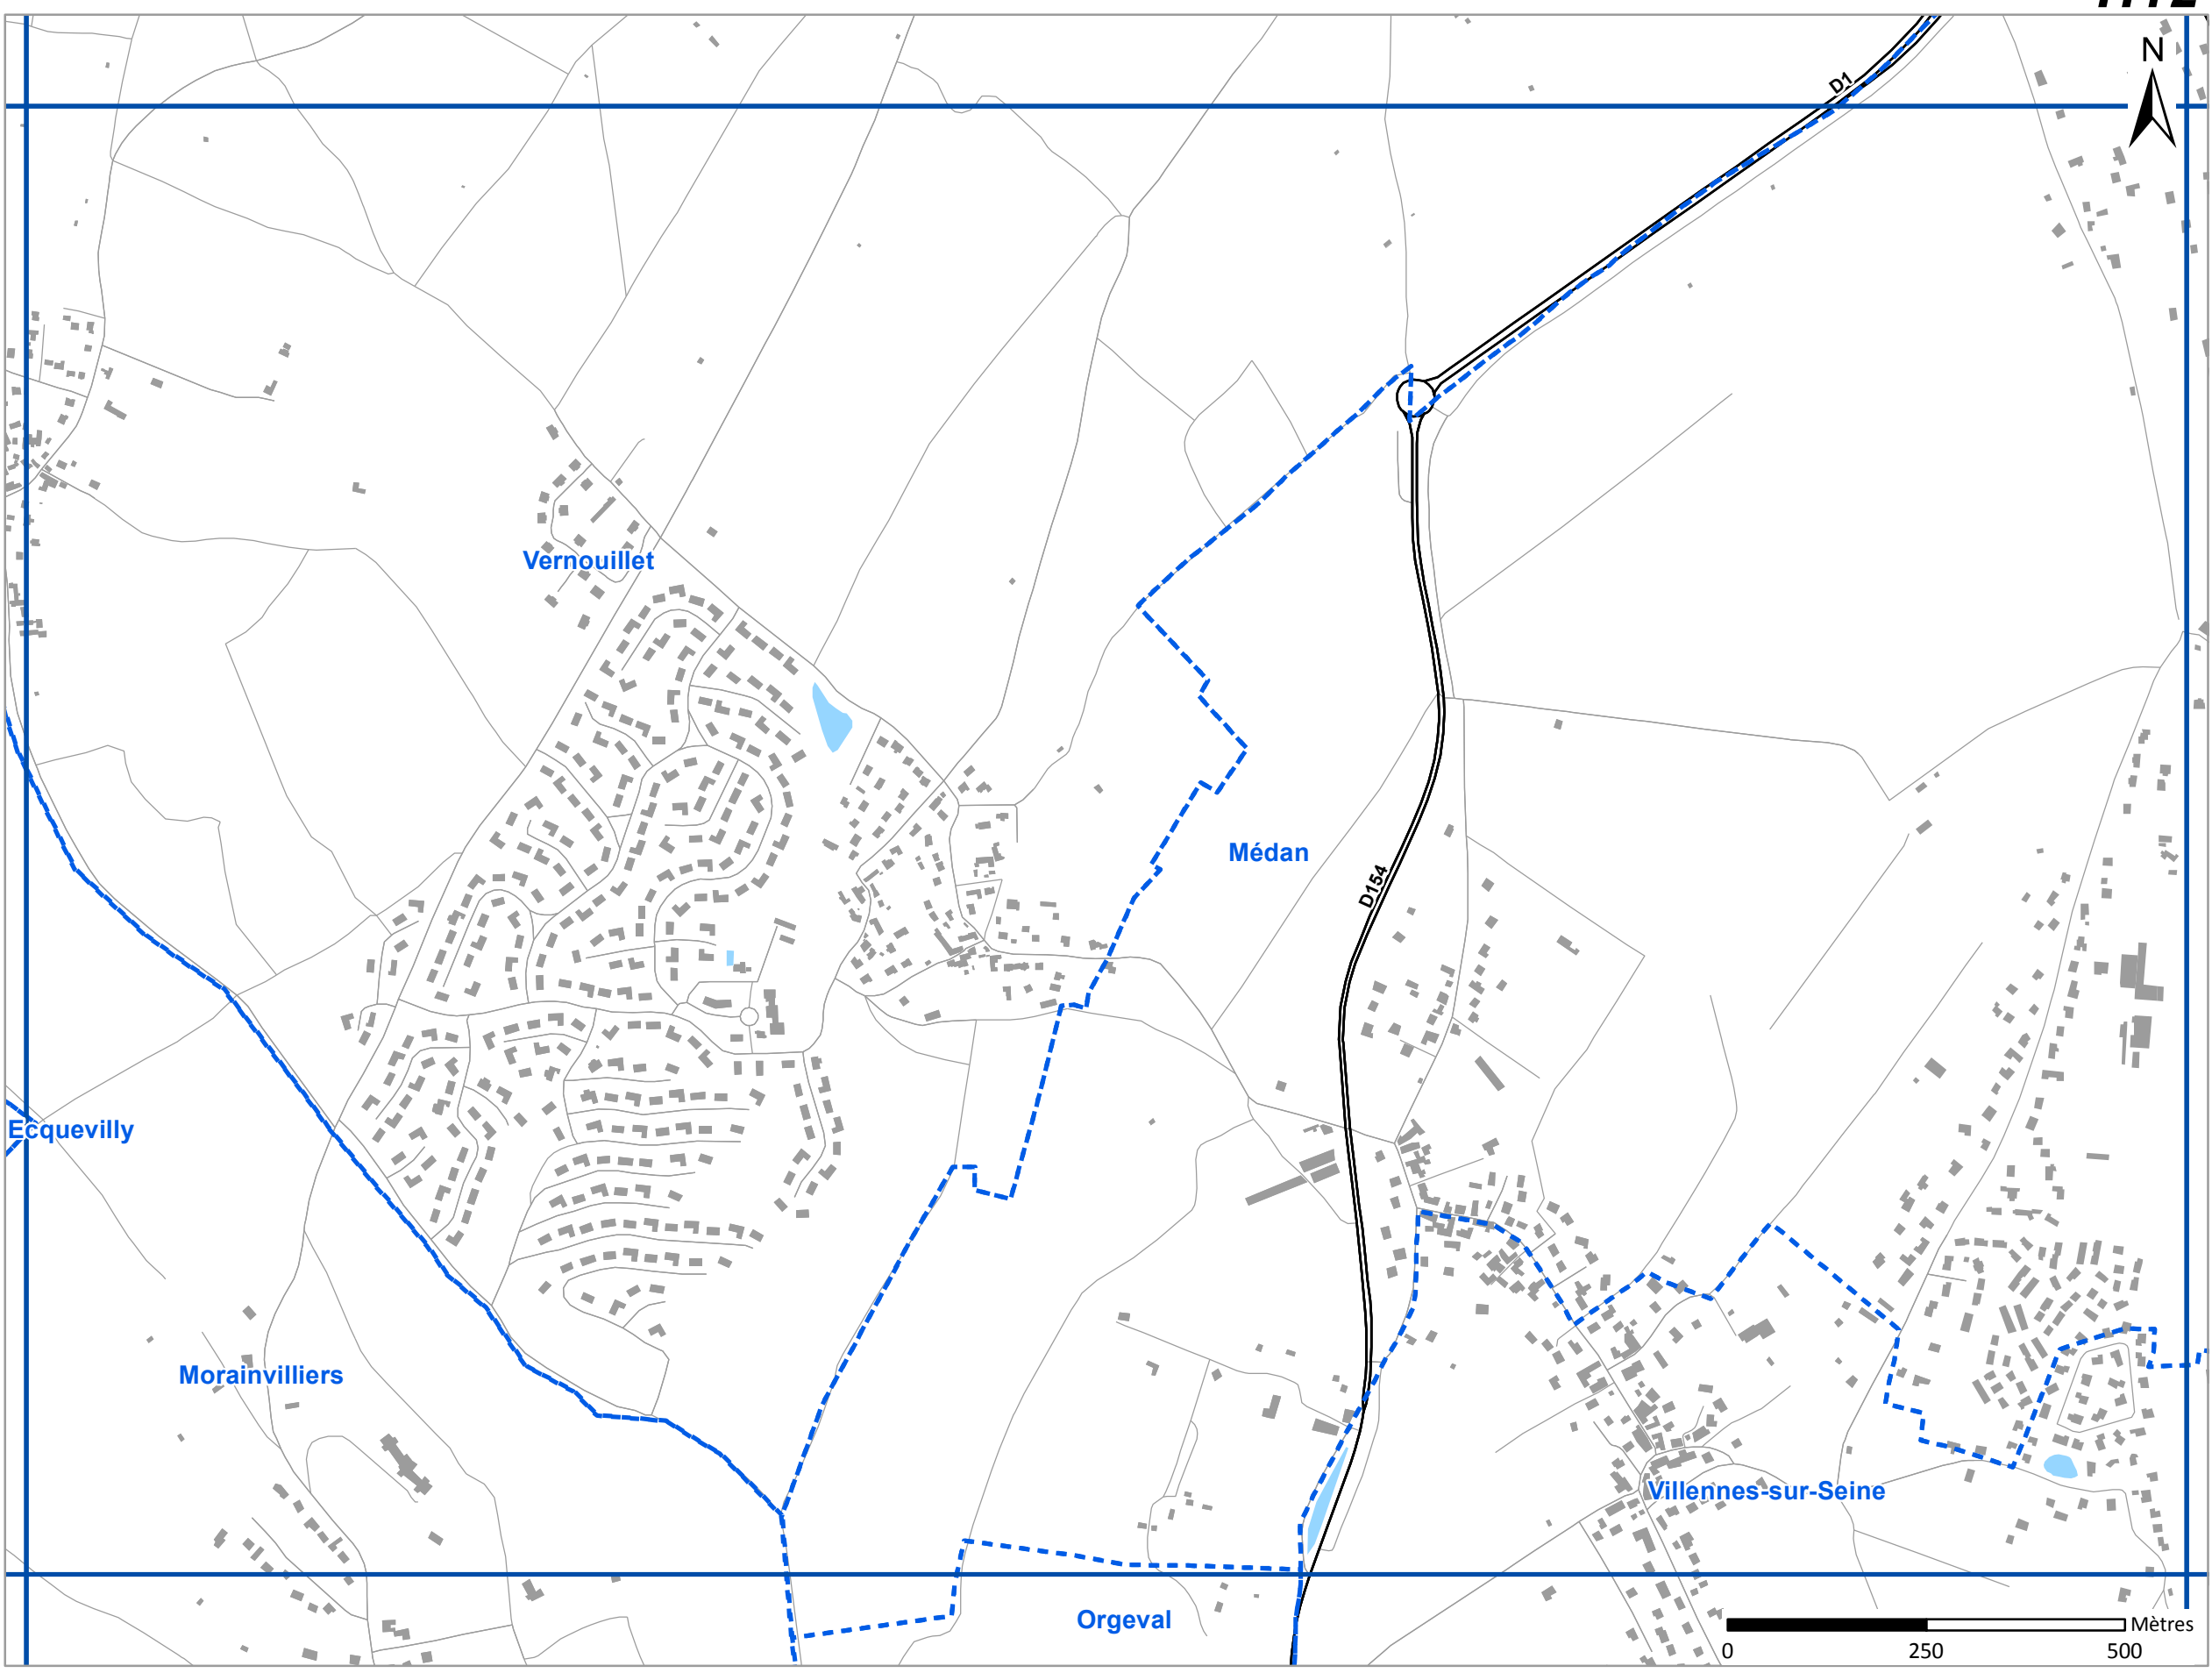 N
D1
Vernouillet
Médan
D154
Ecquevilly
Morainvilliers
Villennes-sur-Seine
Orgeval
Mètres
0 250 500